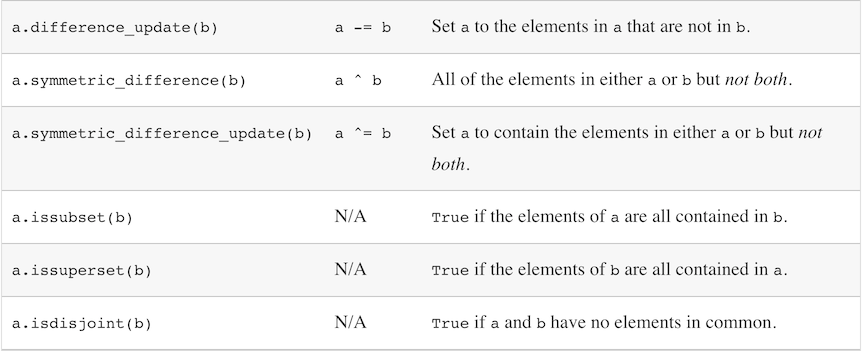 a.difference_update(b) a -= b Set a to the elements in a that are not in b.
a.symmetric_difference(b) a ^ b All of the elements in either a or b but not both.
a.symmetric_difference_update(b) a ^= b Set a to contain the elements in either a or b but not
both.
a.issubset(b) N/A True if the elements of a are all contained in b.
a.issuperset(b) N/A True if the elements of b are all contained in a.
a.isdisjoint(b) N/A True if a and b have no elements in common.